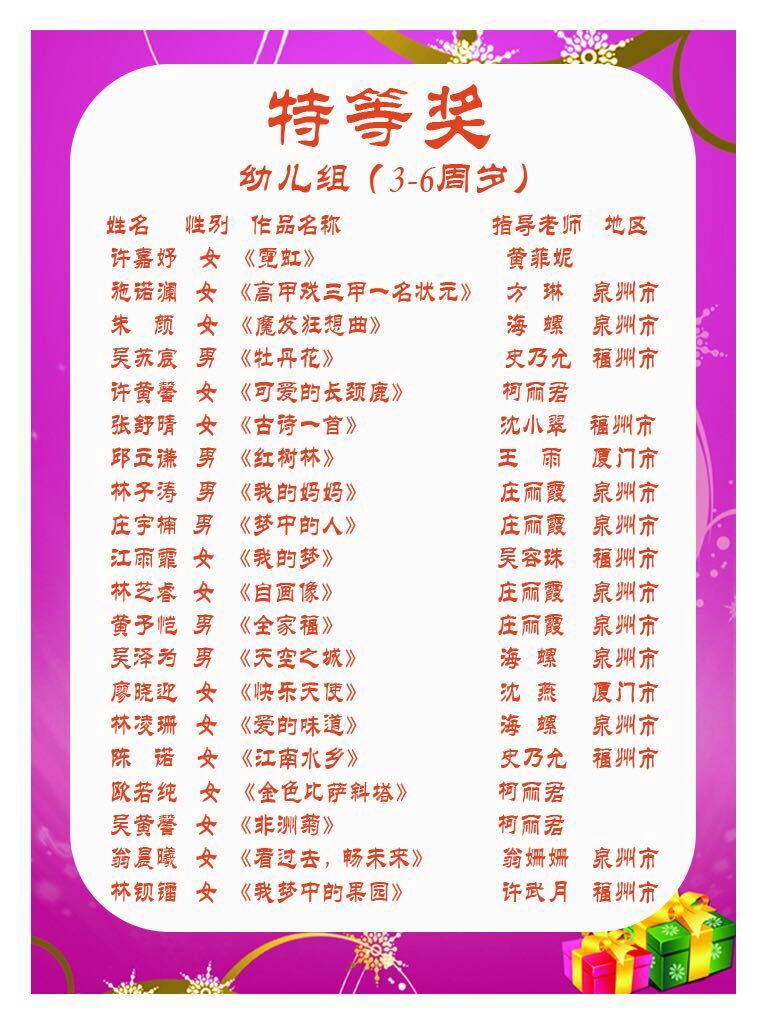 特等奖
幼儿组（3-6周岁）
姓名 性别 作品名称 指导老师 地区
许嘉妤 女 《霓虹》 黄菲妮
施诺澜 女 《高甲戏三甲一名状元》 方 琳 泉州市
朱 颜 女 《魔发狂想曲》 海 螺 泉州市
吴苏宸 男 《牡丹花》 史乃允 福州市
许黄馨 女 《可爱的长颈鹿》 柯丽君
张舒晴 女 《古诗一首》 沈小翠 福州市
邱立谦 男 《红树林》 王 雨 厦门市
林子涛 男 《我的妈妈》 庄丽霞 泉州市
庄宇楠 男 《梦中的人》 庄丽霞 泉州市
江雨霏 女 《我的梦》 吴容珠 福州市
林芝睿 女 《自画像》 庄丽霞 泉州市
黄予恺 男 《全家福》 庄丽霞 泉州市
吴泽为 男 《天空之城》 海 螺 泉州市
廖晓迎 女 《快乐天使》 沈 燕 厦门市
林凌珊 女 《爱的味道》 海 螺 泉州市
陈 诺 女 《江南水乡》 史乃允 福州市
欧若纯 女 《金色比萨斜塔》 柯丽君
吴黄馨 女 《非洲菊》 柯丽君
翁晨曦 女 《看过去，畅未来》 翁姗姗 泉州市
林钡镭 女 《我梦中的果园》 许武月 福州市